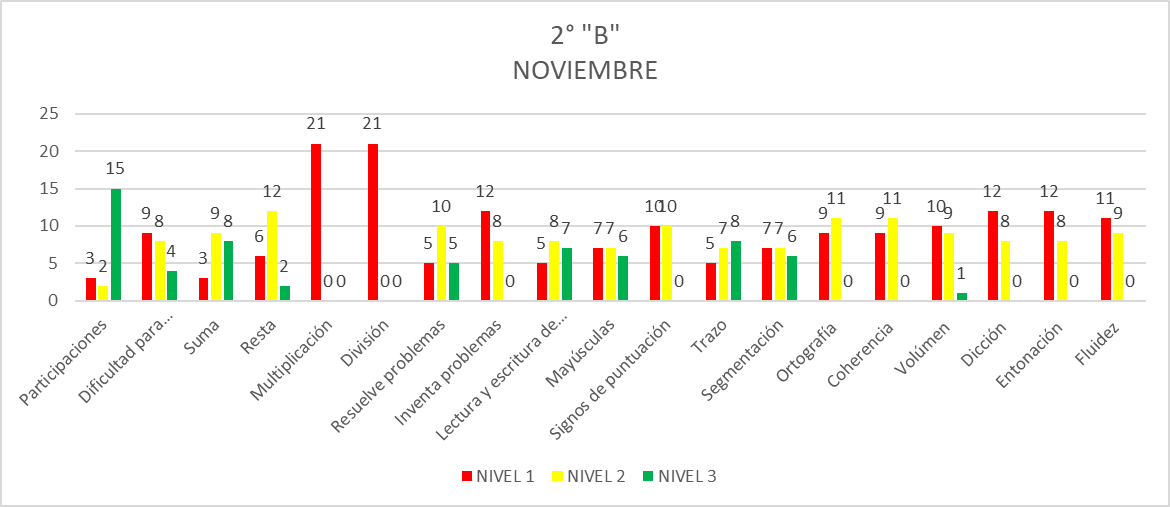 2° "B"
NOVIEMBRE
25
20
15
10
5
0
3 2 15
9 8 4
3 9 8
6 12 2
21 0 0
21 0 0
5 10 5
12 8 0
5 8 7
7 7 6
10 10 0
5 7 8
7 7 6
9 11 0
9 11 0
10 9 1
12 8 0
12 8 0
11 9 0
Participaciones
Dificultad para...
Suma
Resta
Multiplicación
División
Resuelve problemas
Inventa problemas
Lectura y escritura de...
Mayúsculas
Signos de puntuación
Trazo
Segmentación
Ortografía
Coherencia
Volúmen
Dicción
Entonación
Fluidez
NIVEL 1 NIVEL 2 NIVEL 3